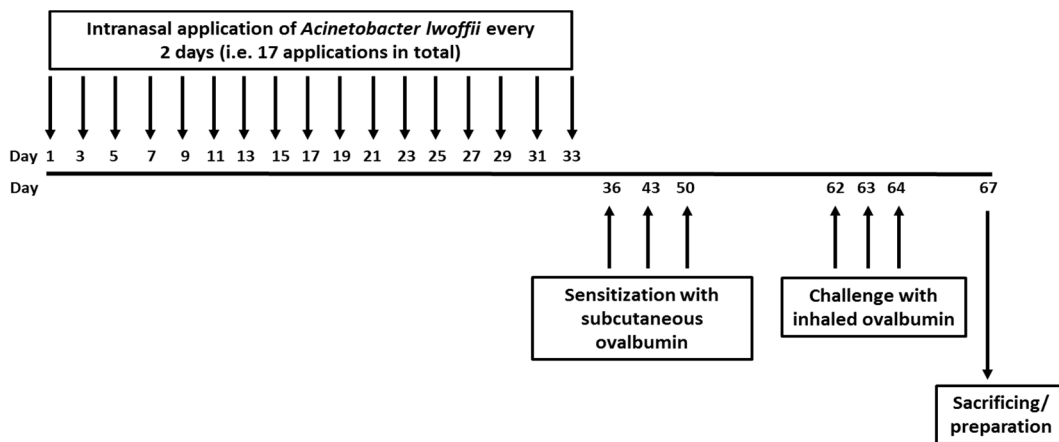 Intranasal application of Acinetobacter lwoffii every
2 days (i.e. 17 applications in total)
Day 1 3 5 7 9 11 13 15 17 19 21 23 25 27 29 31 33
Day 36 43 50 62 63 64 67
Sensitization with
subcutaneous
ovalbumin
Challenge with
inhaled ovalbumin
Sacrificing/
preparation